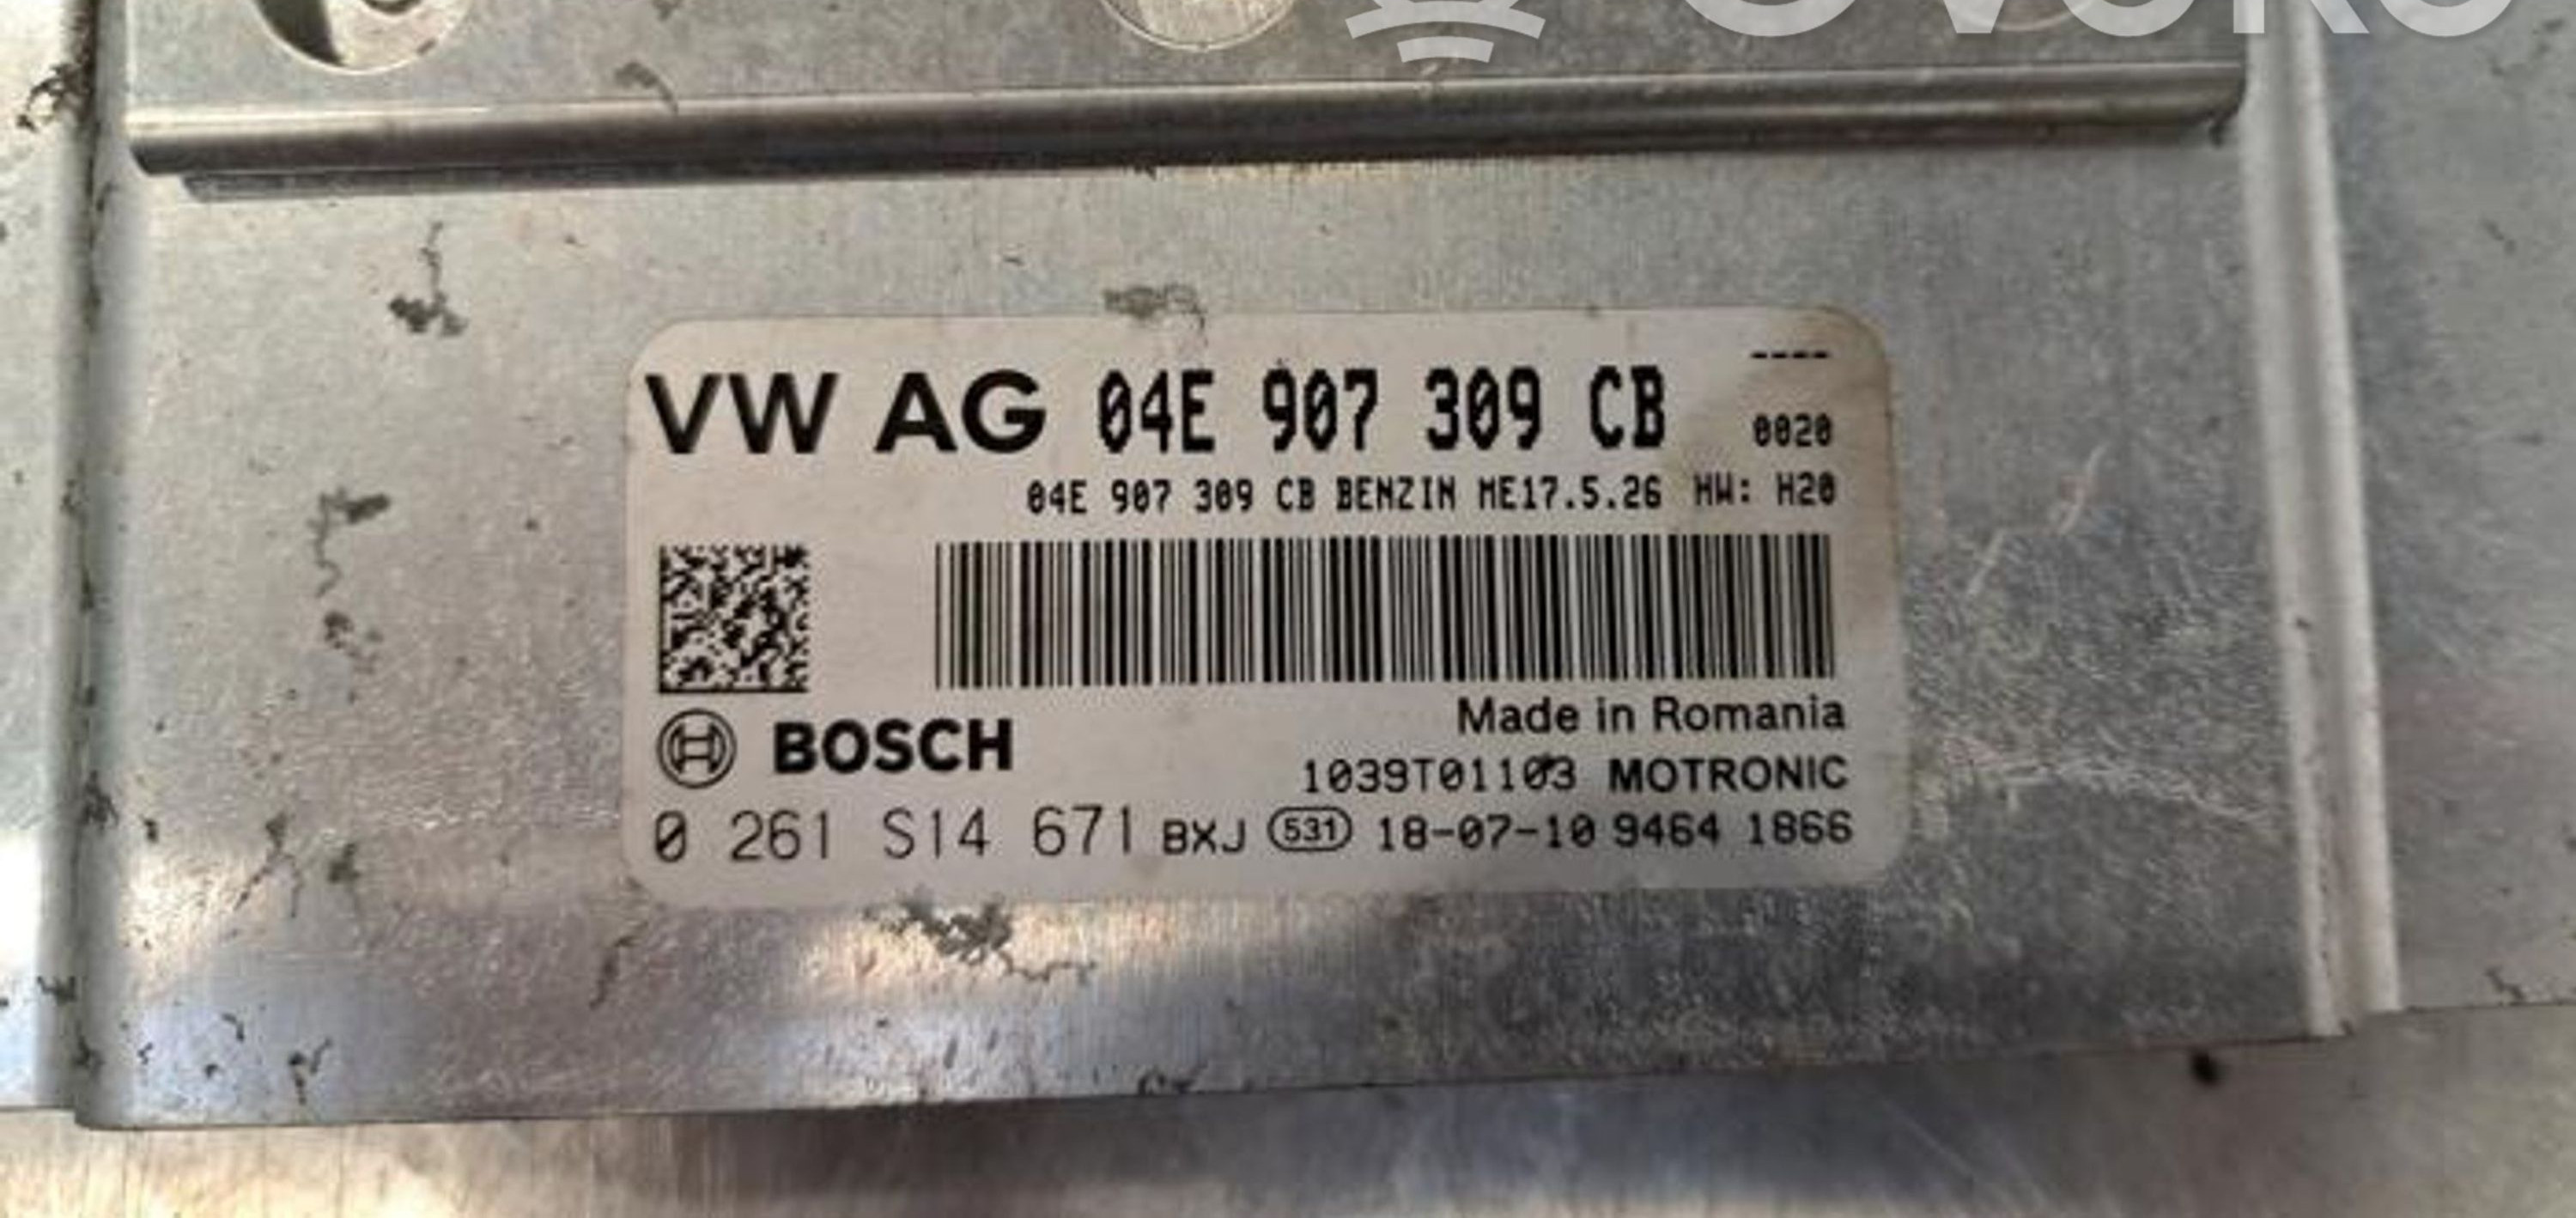 VW AG 04E 907 309 CB
----
0020
04E 907 309 CB BENZIN ME17.5.26 HW: H20
BOSCH
Made in Romania
1039T01103 MOTRONIC
0 261 S14 671 BXJ 531 18-07-10 9464 1866